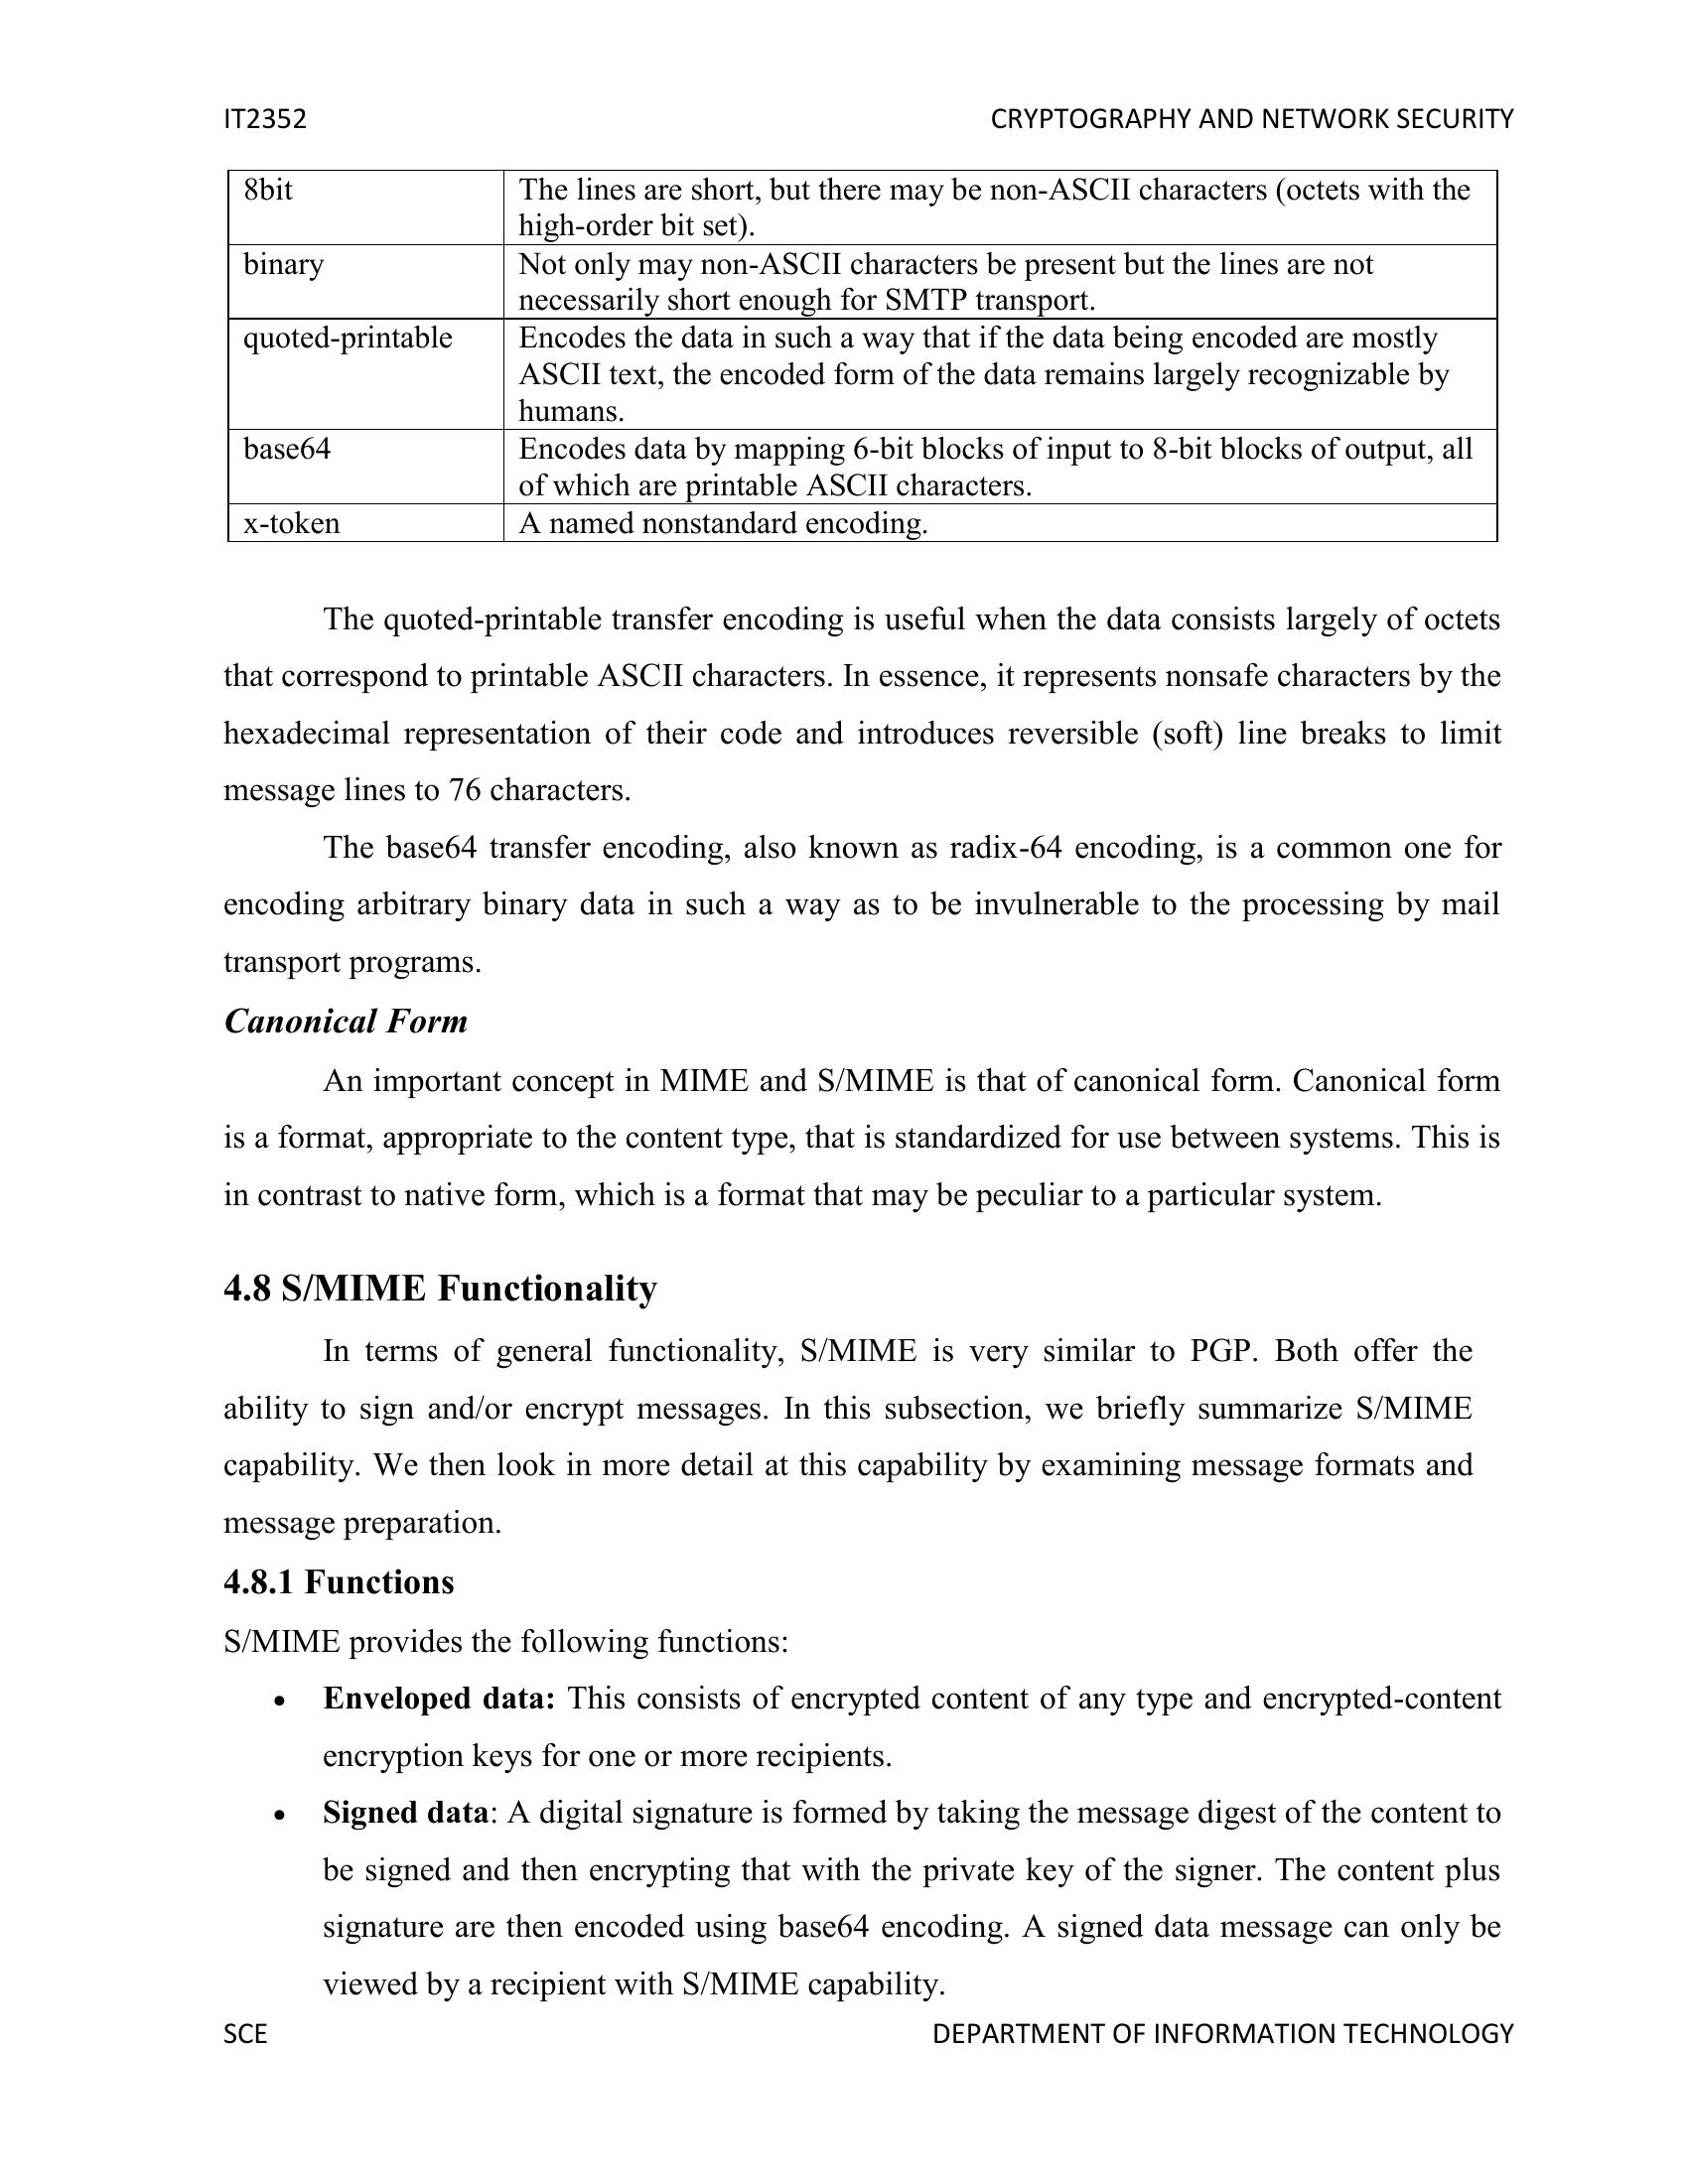 IT2352 CRYPTOGRAPHY AND NETWORK SECURITY
8bit The lines are short, but there may be non-ASCII characters (octets with the
high-order bit set).
binary Not only may non-ASCII characters be present but the lines are not
necessarily short enough for SMTP transport.
quoted-printable Encodes the data in such a way that if the data being encoded are mostly
ASCII text, the encoded form of the data remains largely recognizable by
humans.
base64 Encodes data by mapping 6-bit blocks of input to 8-bit blocks of output, all
of which are printable ASCII characters.
x-token A named nonstandard encoding.
The quoted-printable transfer encoding is useful when the data consists largely of octets
that correspond to printable ASCII characters. In essence, it represents nonsafe characters by the
hexadecimal representation of their code and introduces reversible (soft) line breaks to limit
message lines to 76 characters.
The base64 transfer encoding, also known as radix-64 encoding, is a common one for
encoding arbitrary binary data in such a way as to be invulnerable to the processing by mail
transport programs.
Canonical Form
An important concept in MIME and S/MIME is that of canonical form. Canonical form
is a format, appropriate to the content type, that is standardized for use between systems. This is
in contrast to native form, which is a format that may be peculiar to a particular system.
4.8 S/MIME Functionality
In terms of general functionality, S/MIME is very similar to PGP. Both offer the
ability to sign and/or encrypt messages. In this subsection, we briefly summarize S/MIME
capability. We then look in more detail at this capability by examining message formats and
message preparation.
4.8.1 Functions
S/MIME provides the following functions:
• Enveloped data: This consists of encrypted content of any type and encrypted-content
encryption keys for one or more recipients.
• Signed data: A digital signature is formed by taking the message digest of the content to
be signed and then encrypting that with the private key of the signer. The content plus
signature are then encoded using base64 encoding. A signed data message can only be
viewed by a recipient with S/MIME capability.
SCE DEPARTMENT OF INFORMATION TECHNOLOGY